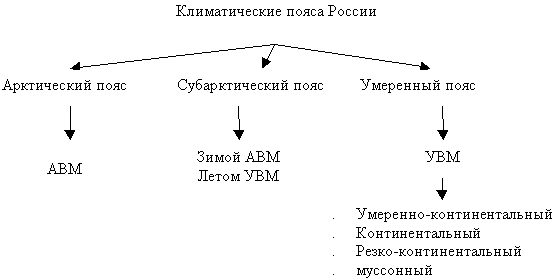 Климатические пояса России
Арктический пояс Субарктический пояс Умеренный пояс
АВМ
Зимой АВМ
Летом УВМ
УВМ
. Умеренно-континентальный
. Континентальный
. Резко-континентальный
. муссонный